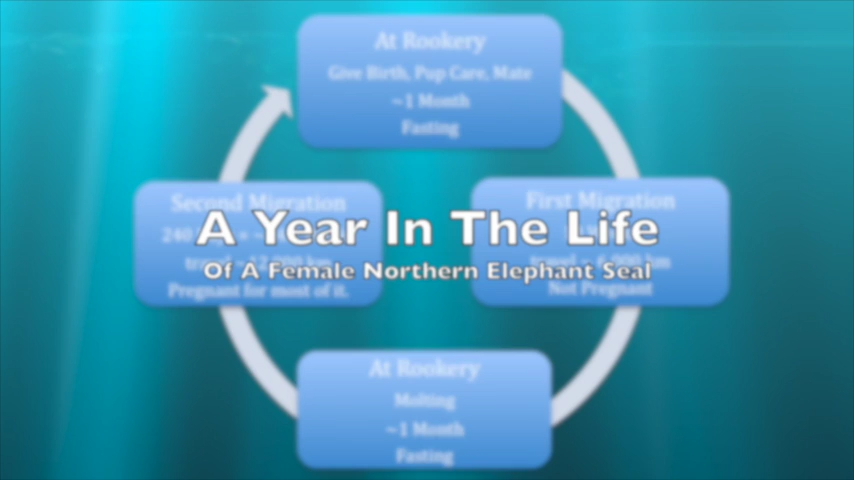 At Rookery
Give Birth, Pup Care, Mate
~1 Month
Fasting
Second Migration
240
Pregnant for most of it.
First Migration
Not Pregnant
A Year In The Life
Of A Female Northern Elephant Seal
At Rookery
Molting
~1 Month
Fasting